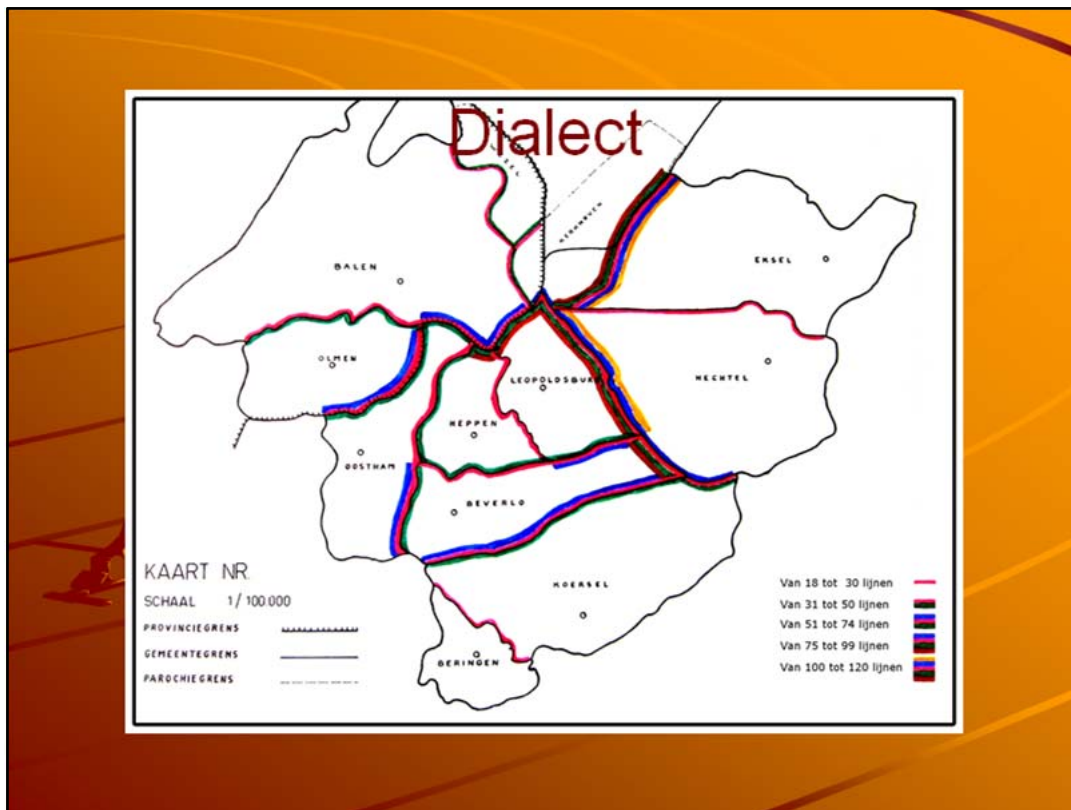 Dialect
BALEN
EKSEL
OLMEN
LEOPOLDSBURG
HECHTEL
HEPPEN
OOSTHAM
BEVERLO
KOERSEL
BERINGEN
KAART NR.
SCHAAL 1/100.000
PROVINCIEGRENS
GEMEENTEGRENS
PAROCHIEGRENS
Van 18 tot 30 lijnen
Van 31 tot 50 lijnen
Van 51 tot 74 lijnen
Van 75 tot 99 lijnen
Van 100 tot 120 lijnen